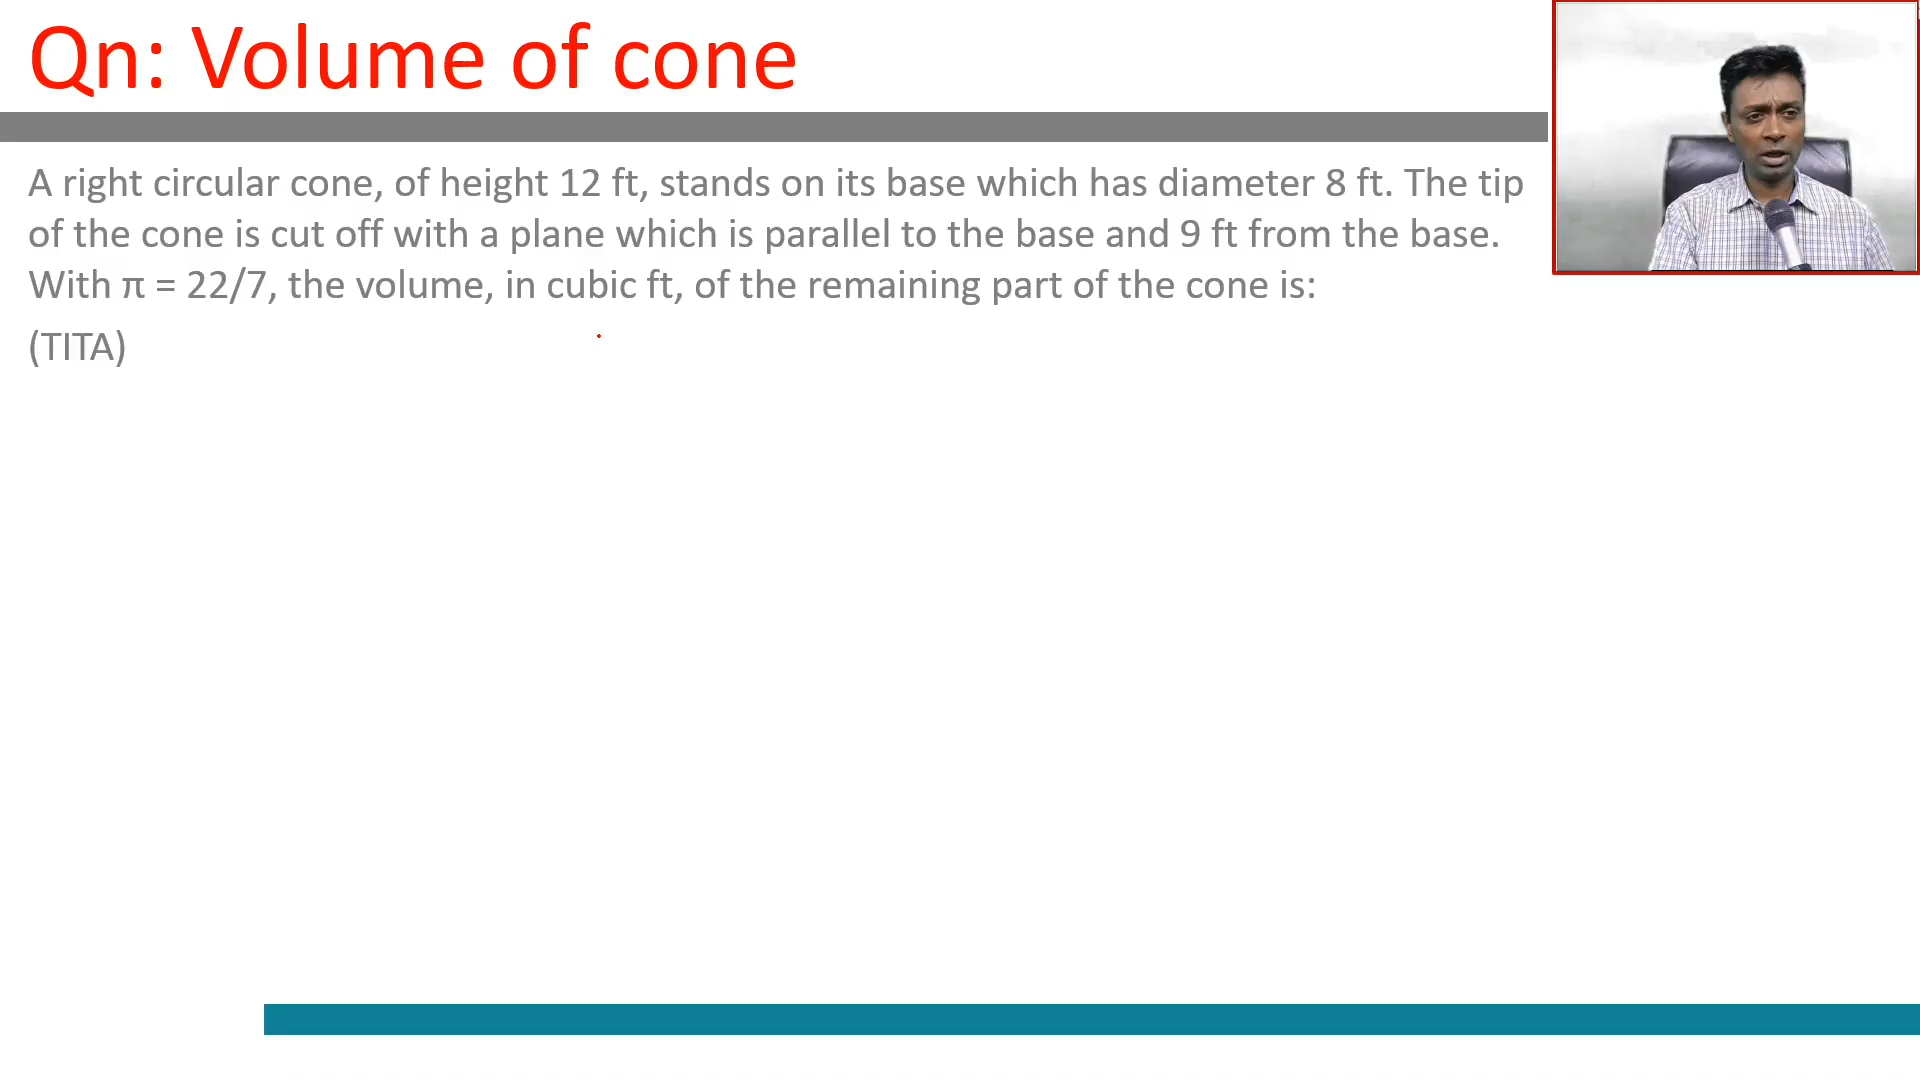 Qn: Volume of cone
A right circular cone, of height 12 ft, stands on its base which has diameter 8 ft. The tip
of the cone is cut off with a plane which is parallel to the base and 9 ft from the base.
With π = 22/7, the volume, in cubic ft, of the remaining part of the cone is:
(TITA)